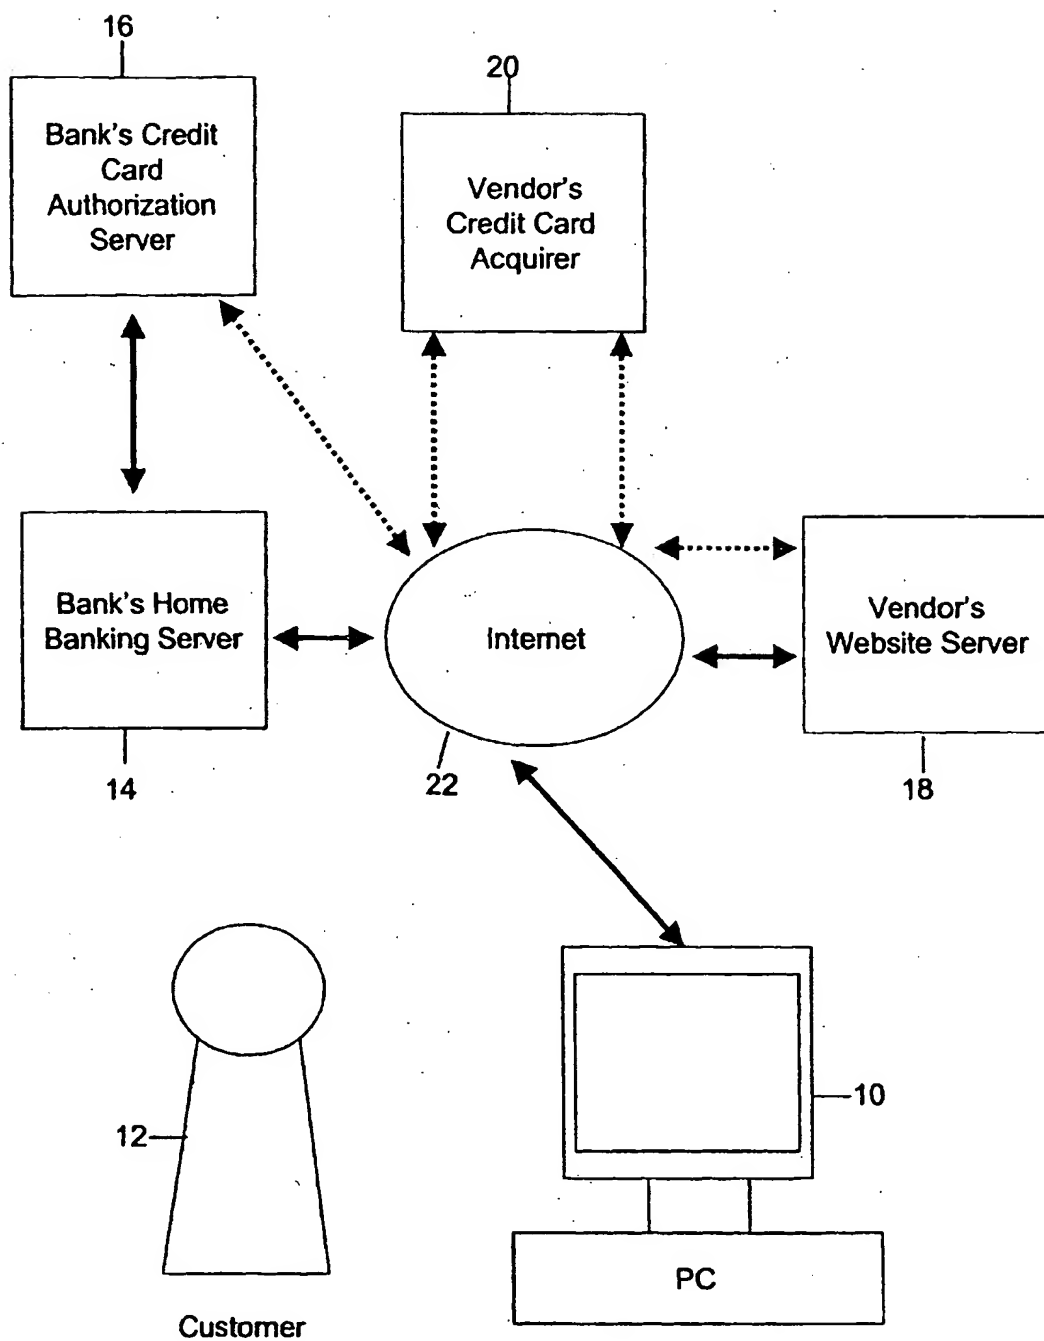 16
Bank's Credit
Card
Authorization
Server
20
Vendor's
Credit Card
Acquirer
Bank's Home
Banking Server
14
Internet
22
Vendor's
Website Server
18
12
Customer
10
PC